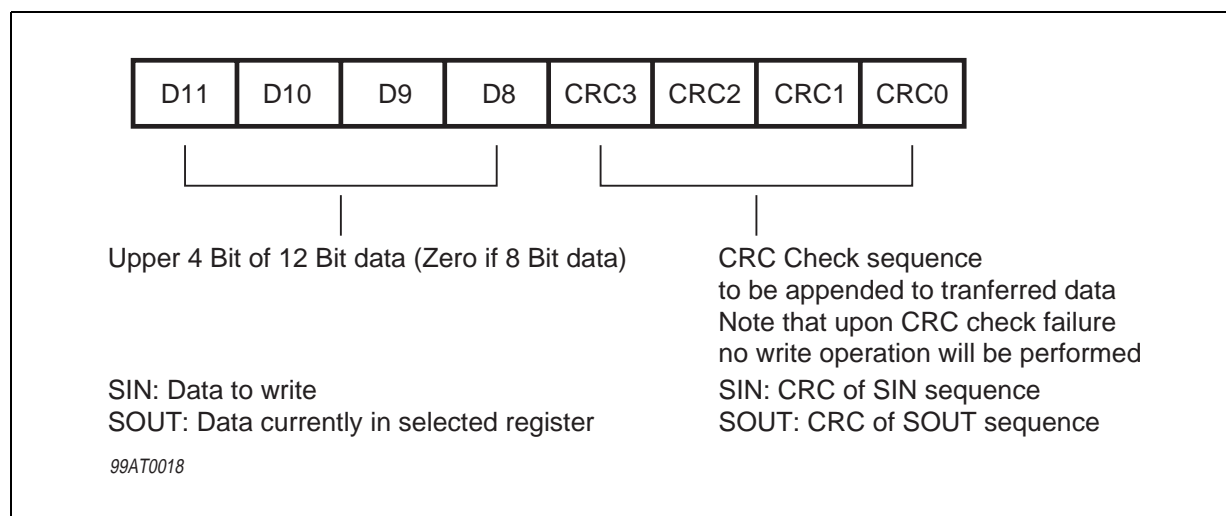 D11 D10 D9 D8 CRC3 CRC2 CRC1 CRC0
Upper 4 Bit of 12 Bit data (Zero if 8 Bit data)
SIN: Data to write
SOUT: Data currently in selected register
CRC Check sequence
to be appended to tranferred data
Note that upon CRC check failure
no write operation will be performed
SIN: CRC of SIN sequence
SOUT: CRC of SOUT sequence
99AT0018